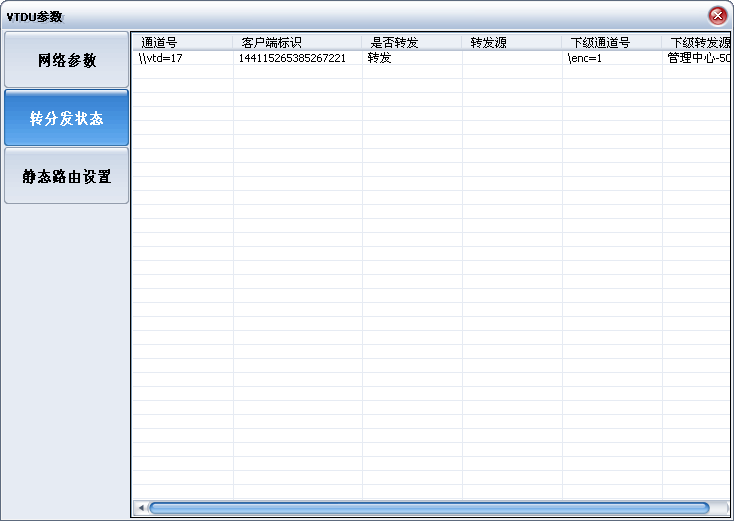 VTDU参数
网络参数
转分发状态
静态路由设置
通道号 客户端标识 是否转发 转发源 下级通道号 下级转发源
\\vtd=17 144115265385267221 转发 \enc=1 管理中心-50